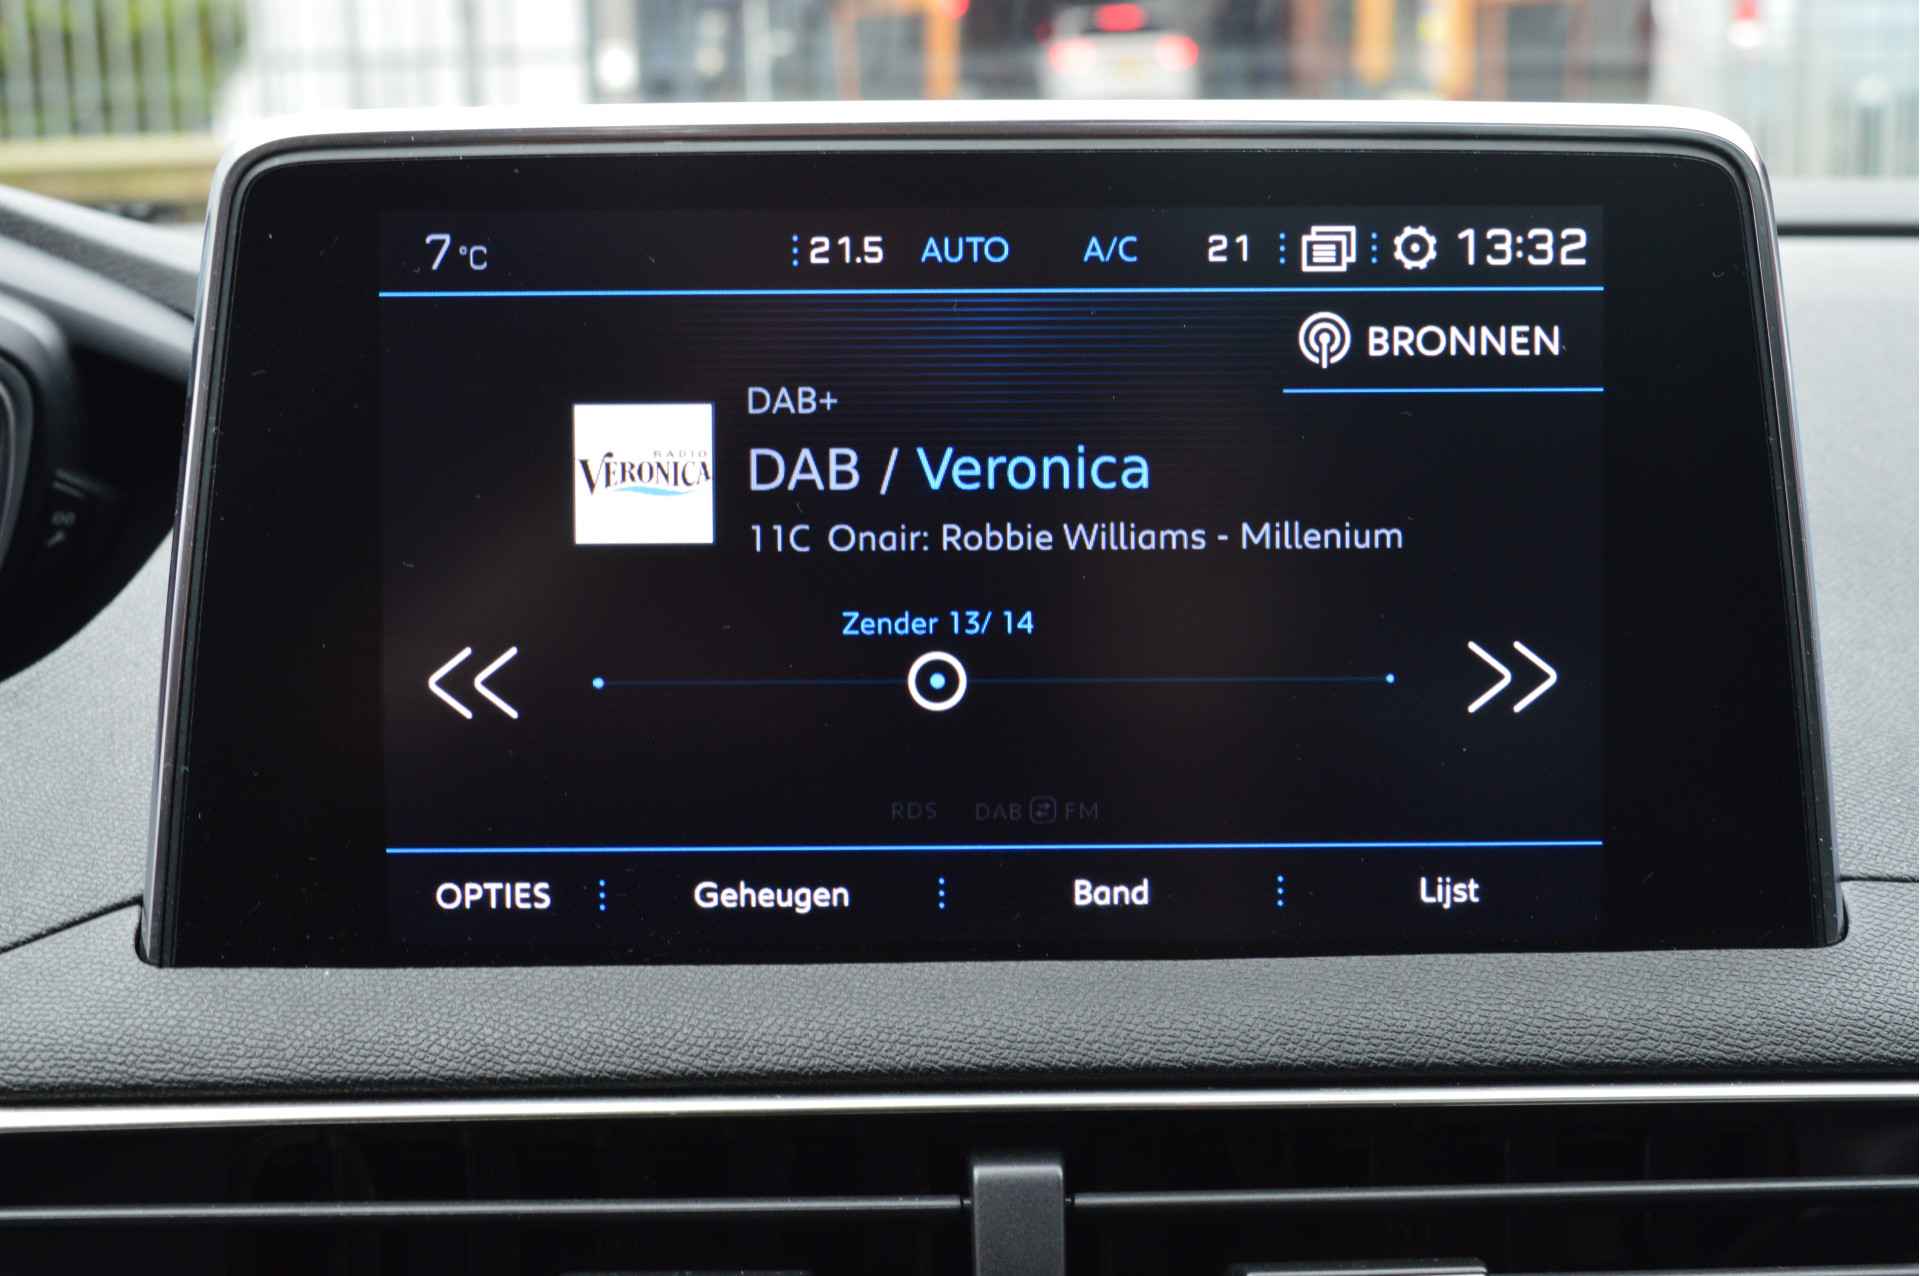 7 °C 21.5 AUTO A/C 21 13:32
BRONNEN
DAB+
RADIO
VERONICA
DAB / Veronica
11C Onair: Robbie Williams - Millenium
Zender 13/ 14
RDS DAB FM
OPTIES Geheugen Band Lijst